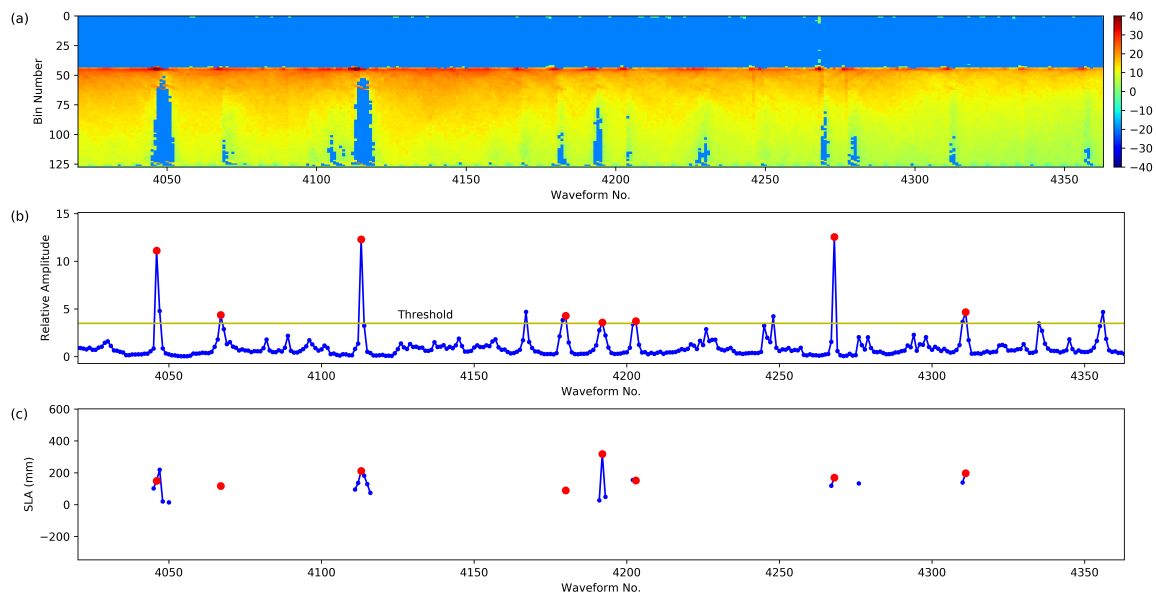 (a)
0
25
50
75
100
125
Bin Number
4050 4100 4150 4200 4250 4300 4350
Waveform No.
40
30
20
10
0
−10
−20
−30
−40
(b)
15
10
5
0
Relative Amplitude
Threshold
4050 4100 4150 4200 4250 4300 4350
Waveform No.
(c)
600
400
200
0
−200
SLA (mm)
4050 4100 4150 4200 4250 4300 4350
Waveform No.